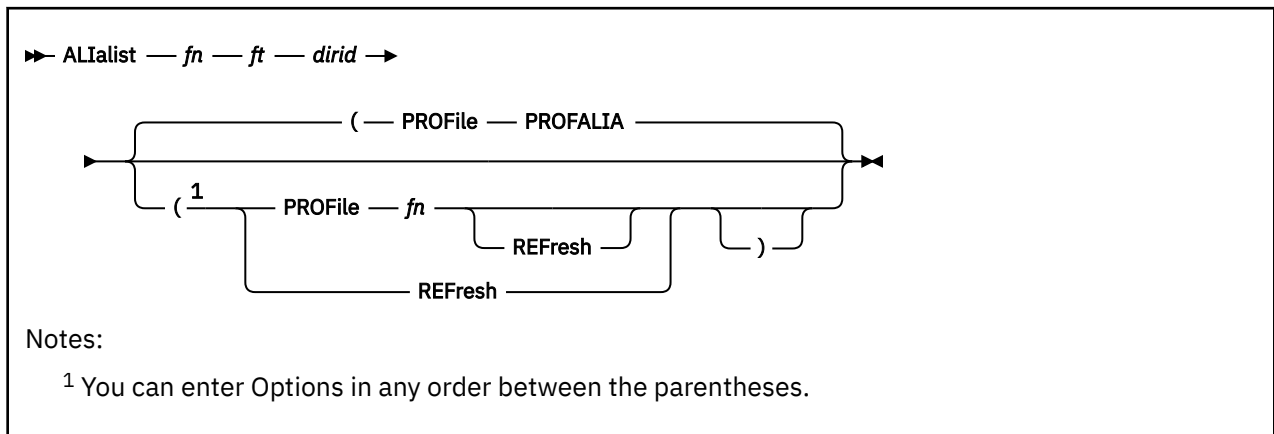 ALIalist fn ft dirid
( PROFile PROFALIA
( 1 PROFile fn
REFresh )
REFresh
Notes:
1 You can enter Options in any order between the parentheses.